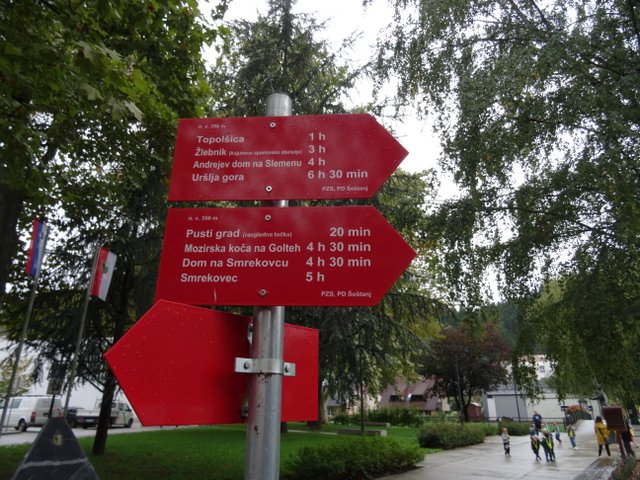 n. v. 356 m
Topolšica 1 h
Žlebnik (Kajuhovo spominsko obeležje) 3 h
Andrejev dom na Slemenu 4 h
Uršlja gora 6 h 30 min
PZS, PD Šoštanj
n. v. 356 m
Pusti grad (razgledna točka) 20 min
Mozirska koča na Golteh 4 h 30 min
Dom na Smrekovcu 4 h 30 min
Smrekovec 5 h
PZS, PD Šoštanj